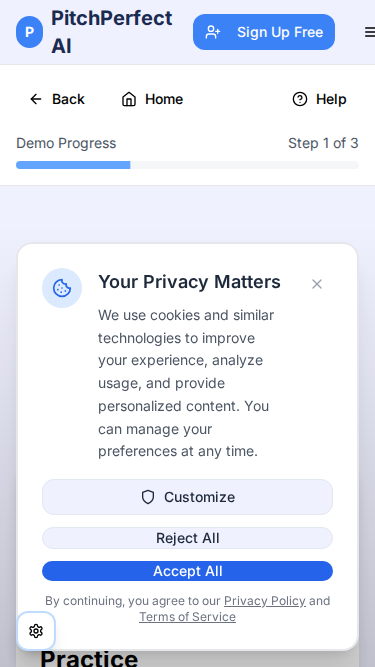 P PitchPerfect AI
Sign Up Free
Back
Home
Help
Demo Progress
Step 1 of 3
Your Privacy Matters
We use cookies and similar
technologies to improve
your experience, analyze
usage, and provide
personalized content. You
can manage your
preferences at any time.
Customize
Reject All
Accept All
By continuing, you agree to our Privacy Policy and
Terms of Service
Practice